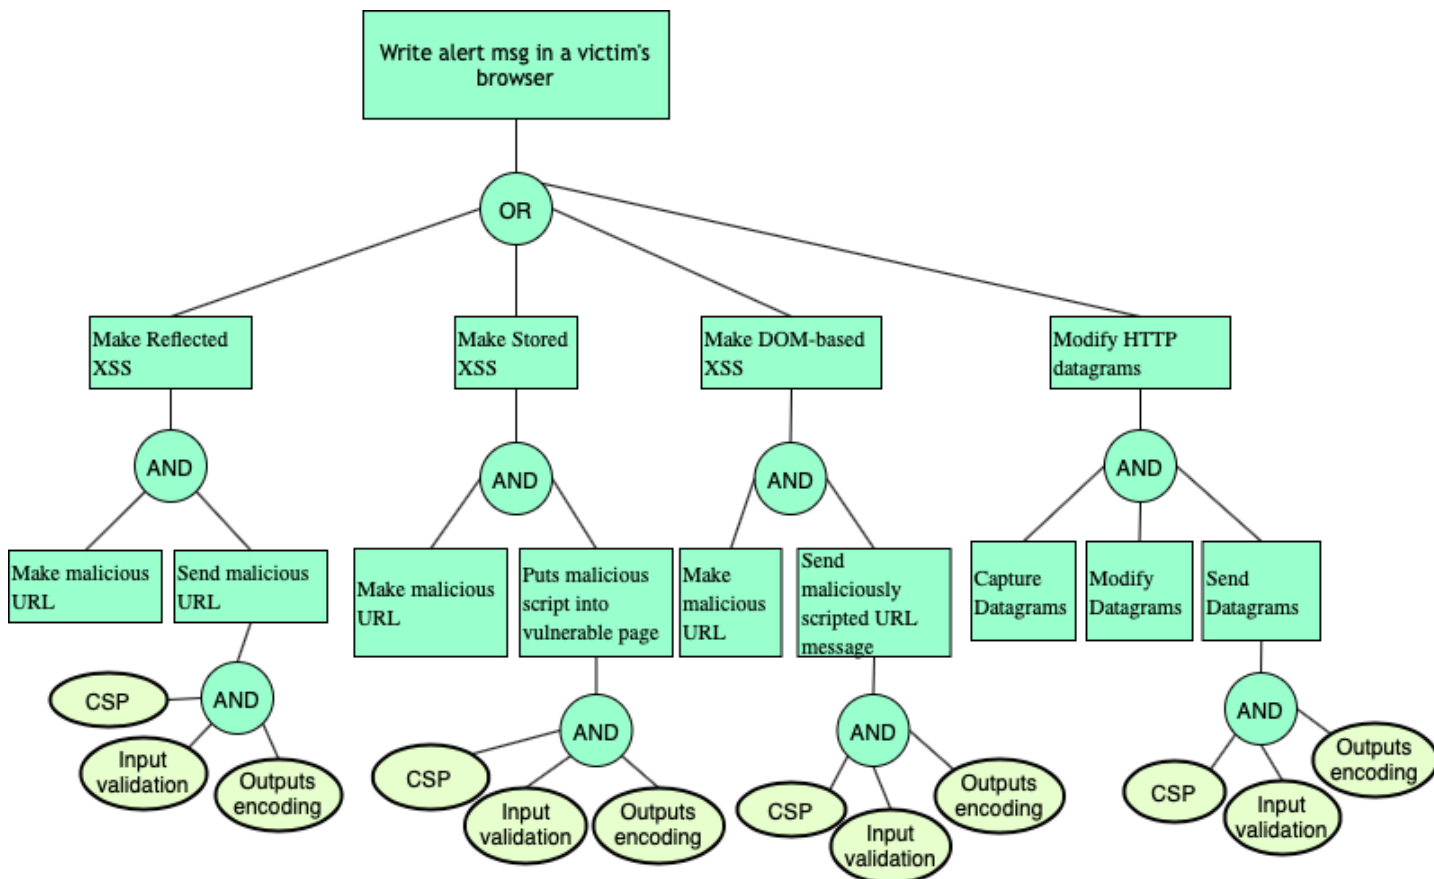 Write alert msg in a victim's
browser
OR
Make Reflected
XSS
Make Stored
XSS
Make DOM-based
XSS
Modify HTTP
datagrams
AND
AND
AND
AND
Make malicious
URL
Send malicious
URL
Make malicious
URL
Puts malicious
script into
vulnerable page
Make
malicious
URL
Send
maliciously
scripted URL
message
Capture
Datagrams
Modify
Datagrams
Send
Datagrams
CSP
AND
Input
validation
Outputs
encoding
CSP
AND
Input
validation
Outputs
encoding
CSP
AND
Input
validation
Outputs
encoding
CSP
AND
Input
validation
Outputs
encoding